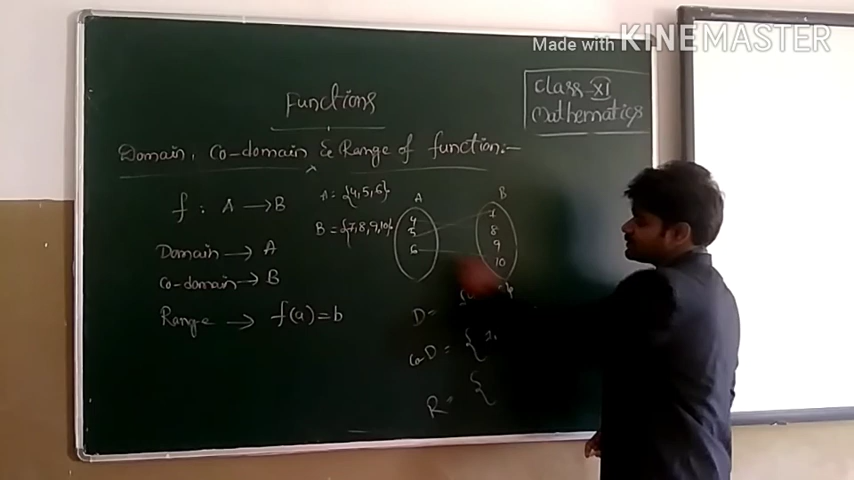 Made with KINEMASTER
Class XI
Mathematics
Functions
Domain, Co-domain & Range of function:-
f: A → B
A = {4,5,6}
B = {7,8,9,10}
A
B
4
5
6
7
8
9
10
Domain → A
Co-domain → B
Range → f(a)=b
D =
CoD = {
R = {